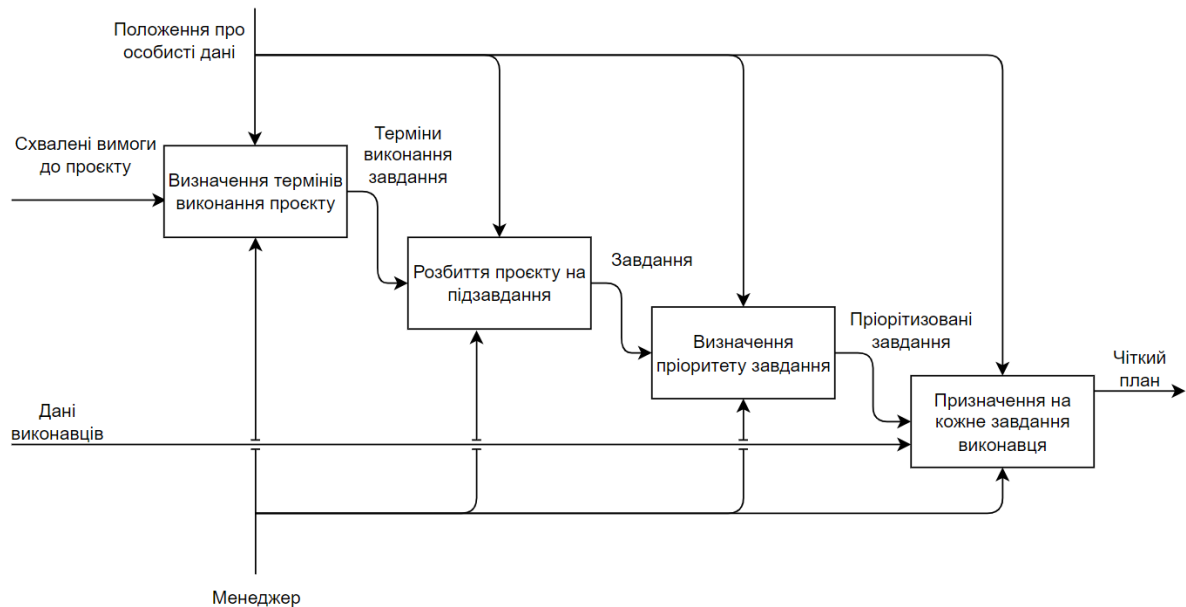 Положення про
особисті дані
Схвалені вимоги
до проєкту
Визначення термінів
виконання проєкту
Терміни
виконання
завдання
Розбиття проєкту на
підзавдання
Завдання
Визначення
пріоритету завдання
Пріорітизовані
завдання
Призначення на
кожне завдання
виконавця
Чіткий
план
Дані
виконавців
Менеджер